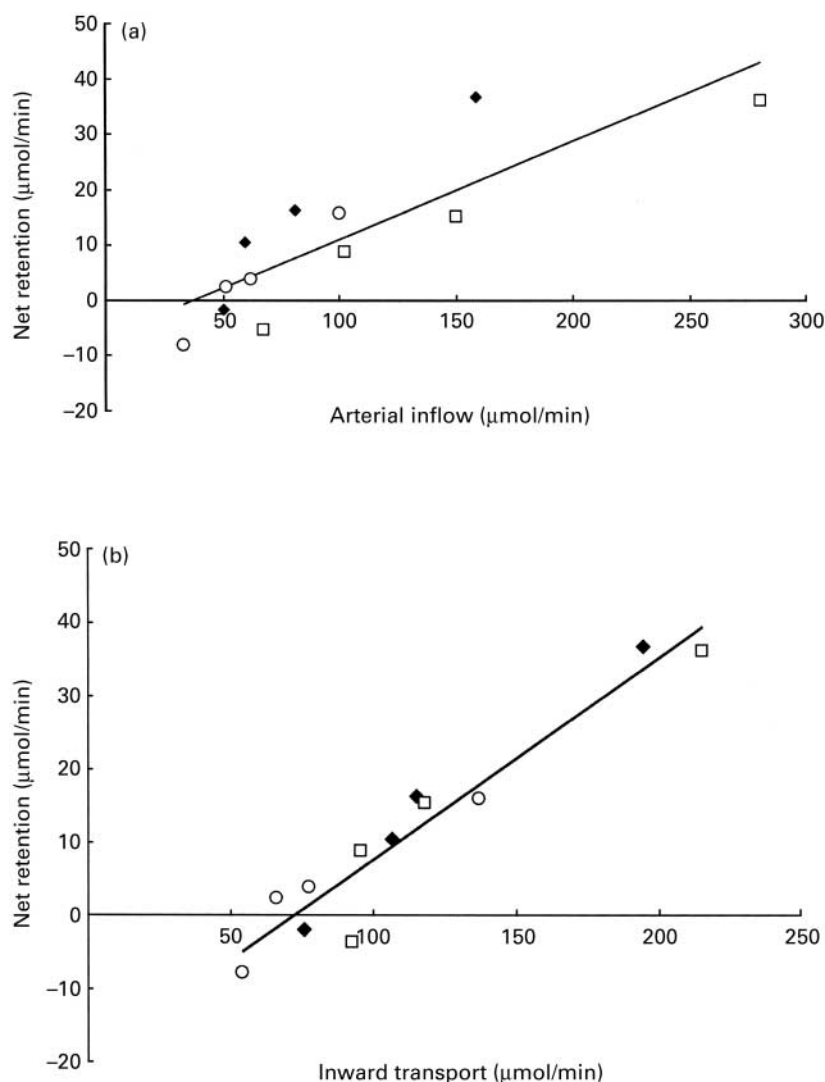 (a)
50
40
30
20
10
0
−10
−20
Net retention (μmol/min)
50 100 150 200 250 300
Arterial inflow (μmol/min)
(b)
50
40
30
20
10
0
−10
−20
Net retention (μmol/min)
50 100 150 200 250
Inward transport (μmol/min)